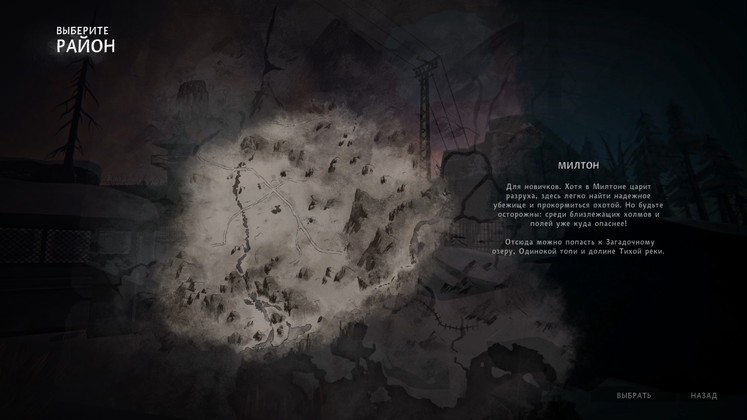 ВЫБЕРИТЕ
РАЙОН
МИЛТОН
Для новичков. Хотя в Милтоне царит
разруха, здесь легко найти надежное
убежище и прокормиться охотой. Но будьте
осторожны: среди близлежащих холмов и
полей уже куда опаснее!
Отсюда можно попасть к Загадочному
озеру, Одинокой топи и долине Тихой реки.
ВЫБРАТЬ
НАЗАД